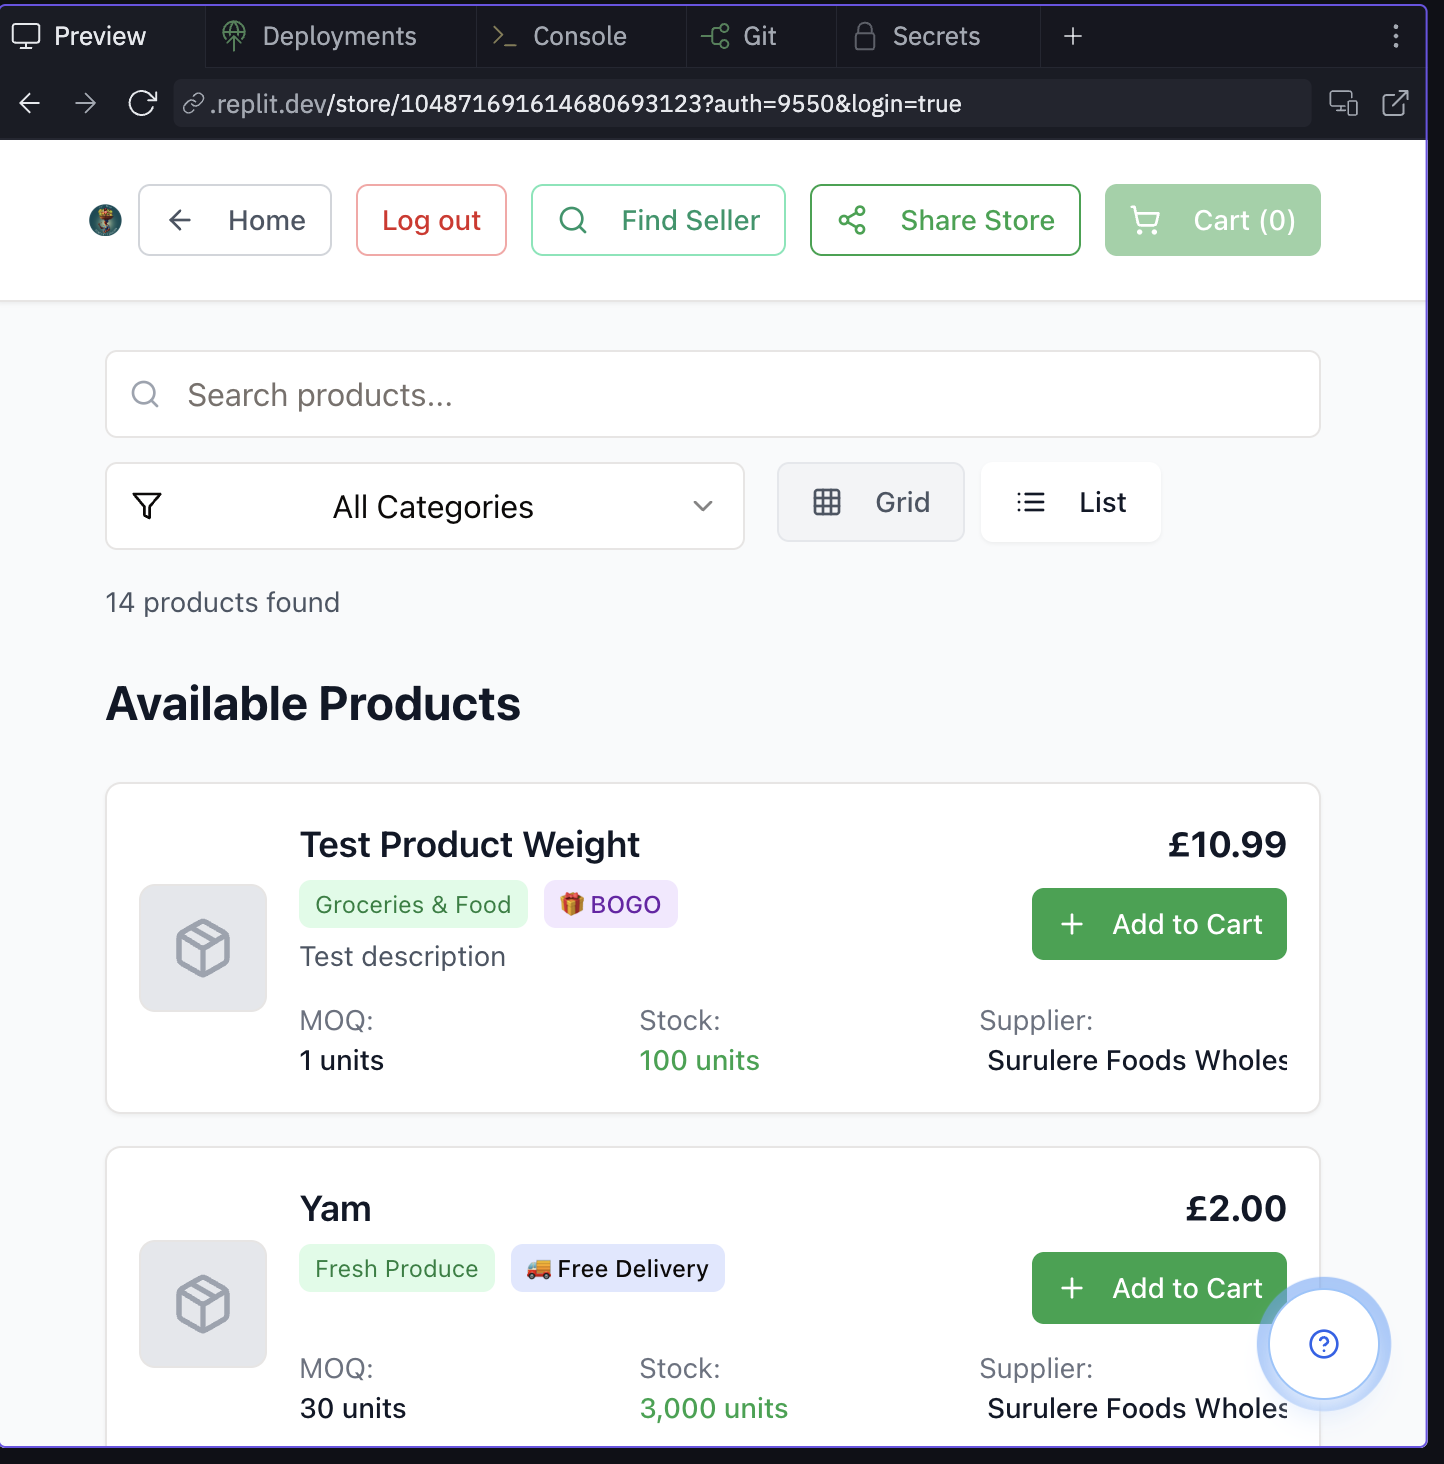 Preview
Deployments
Console
Git
Secrets
.replit.dev/store/104871691614680693123?auth=9550&login=true
Home
Log out
Find Seller
Share Store
Cart (0)
Search products...
All Categories
Grid
List
14 products found
Available Products
Test Product Weight
£10.99
Groceries & Food
BOGO
Add to Cart
Test description
MOQ:
Stock:
Supplier:
1 units
100 units
Surulere Foods Wholes
Yam
£2.00
Fresh Produce
Free Delivery
Add to Cart
MOQ:
Stock:
Supplier:
30 units
3,000 units
Surulere Foods Wholes